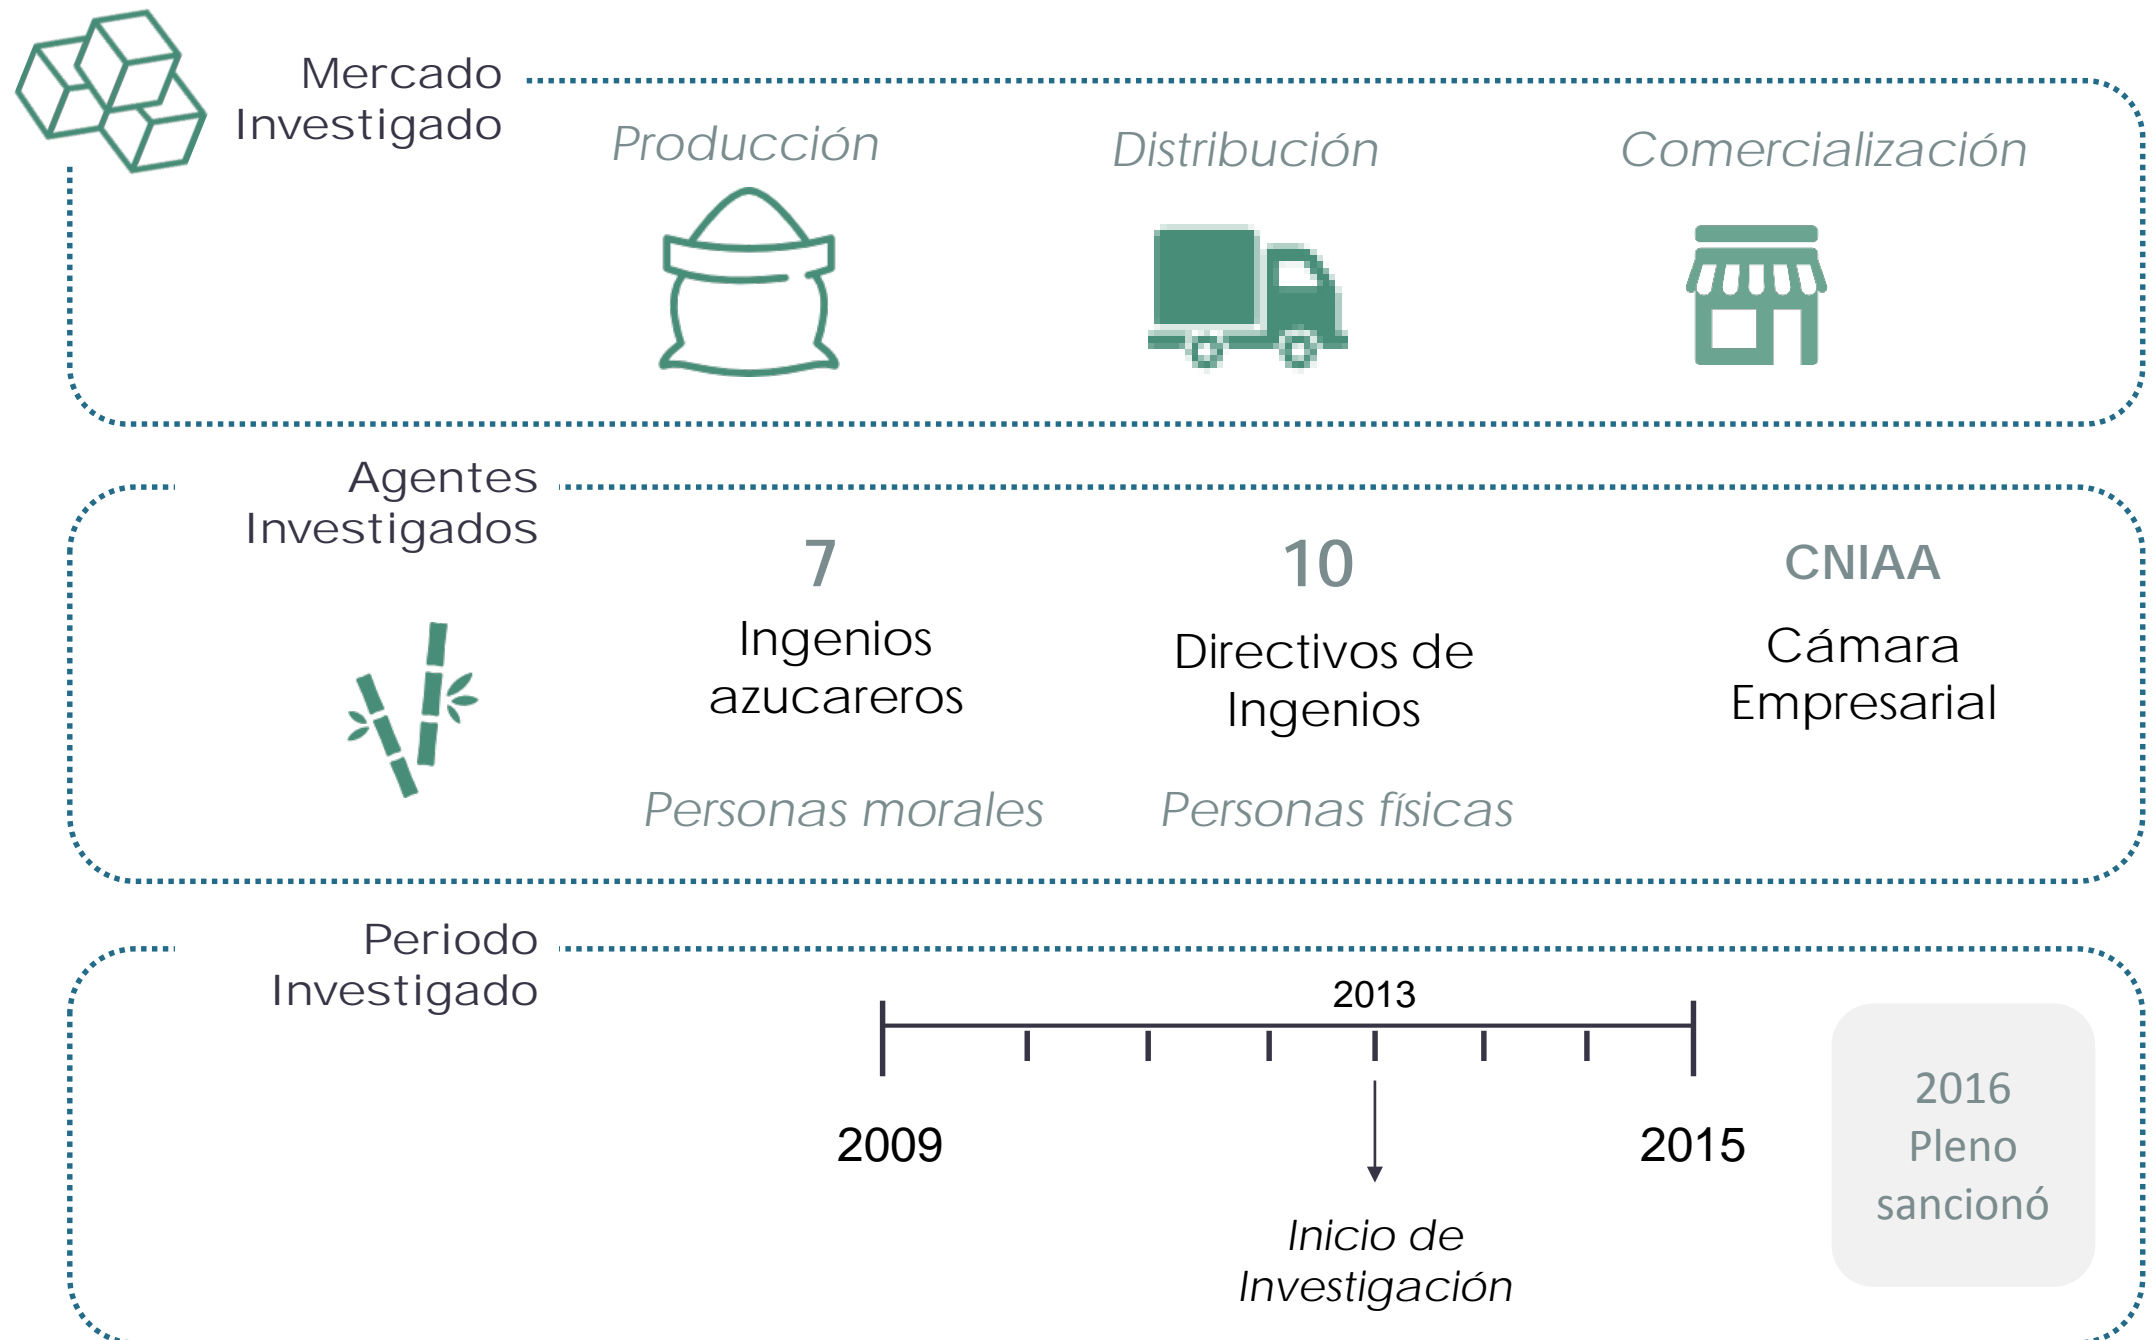 Mercado
Investigado
Producción
Distribución
Comercialización
Agentes
Investigados
7
Ingenios
azucareros
Personas morales
10
Directivos de
Ingenios
Personas físicas
CNIAA
Cámara
Empresarial
Periodo
Investigado
2013
2009
2015
Inicio de
Investigación
2016
Pleno
sancionó